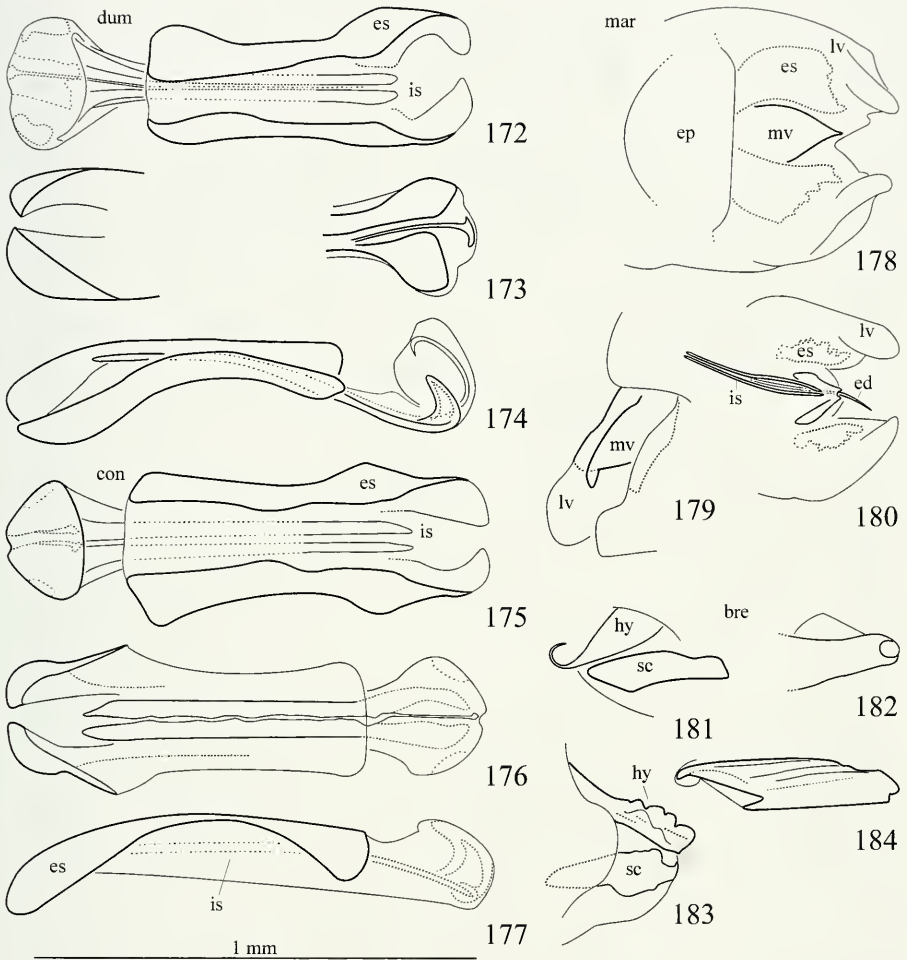 dum
es
is
172
173
174
con
es
is
175
176
es
is
177
1 mm
mar
lv
es
ep
mv
178
mv
lv
179
lv
es
is
ed
180
bre
hy
sc
181
182
hy
sc
183
184